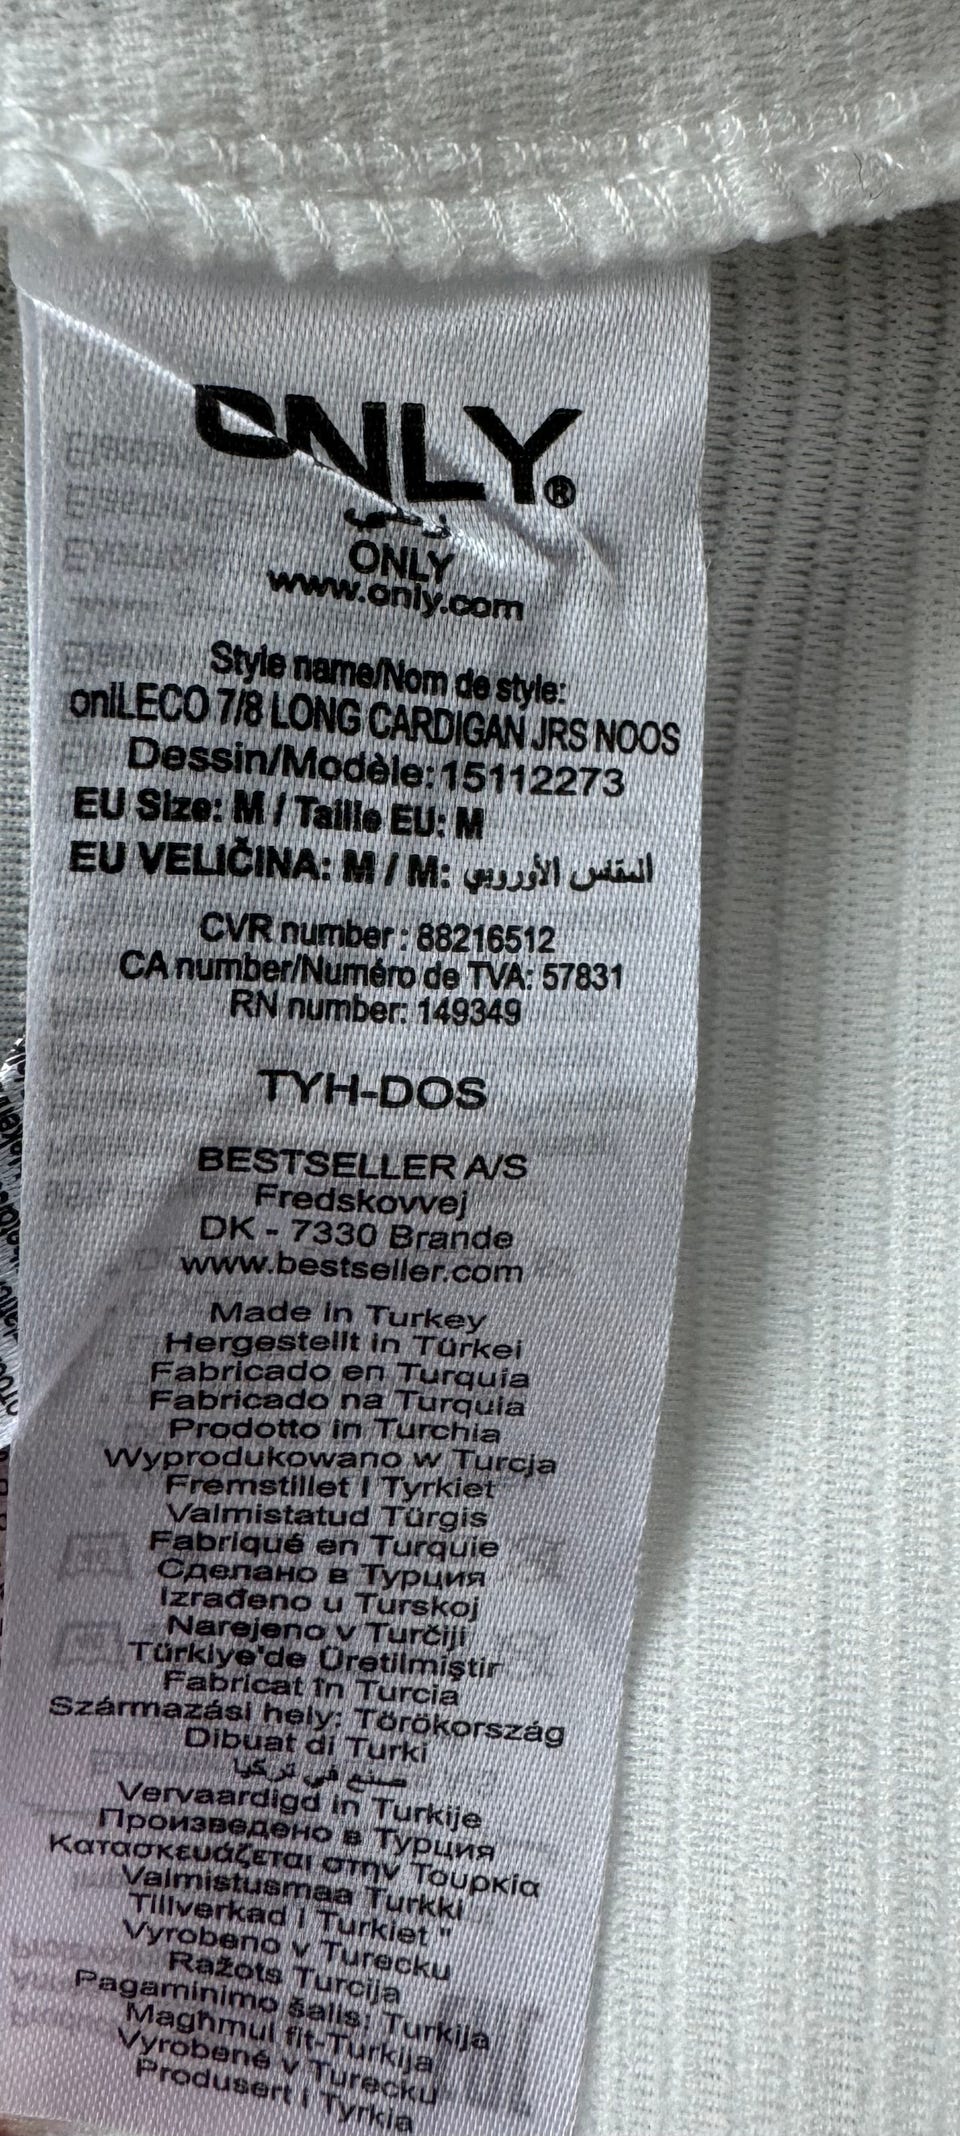 ONLY®
ONLY
www.only.com
Style name/Nom de style:
onlLECO 7/8 LONG CARDIGAN JRS NOOS
Dessin/Modèle: 15112273
EU Size: M / Taille EU: M
EU VELIČINA: M / M: المقاس الأوروبي
CVR number : 88216512
CA number/Numéro de TVA: 57831
RN number: 149349
TYH-DOS
BESTSELLER A/S
Fredskovvej
DK - 7330 Brande
www.bestseller.com
Made in Turkey
Hergestellt in Türkei
Fabricado en Turquia
Fabricado na Turquia
Prodotto in Turchia
Wyprodukowano w Turcja
Fremstillet i Tyrkiet
Valmistatud Türgis
Fabriqué en Turquie
Сделано в Турция
Izrađeno u Turskoj
Narejeno v Turčiji
Türkiye'de Üretilmiştir
Fabricat în Turcia
Származási hely: Törökország
Dibuat di Turki
صنع في تركيا
Vervaardigd in Turkije
Произведено в Турция
Κατασκευάζεται στην Τουρκία
Valmistusmaa Turkki
Tillverkad i Turkiet "
Vyrobeno v Turecku
Ražots Turcija
Pagaminimo šalis: Turkija
Magħmul fit-Turkija
Vyrobené v Turecku
Produsert i Tyrkia